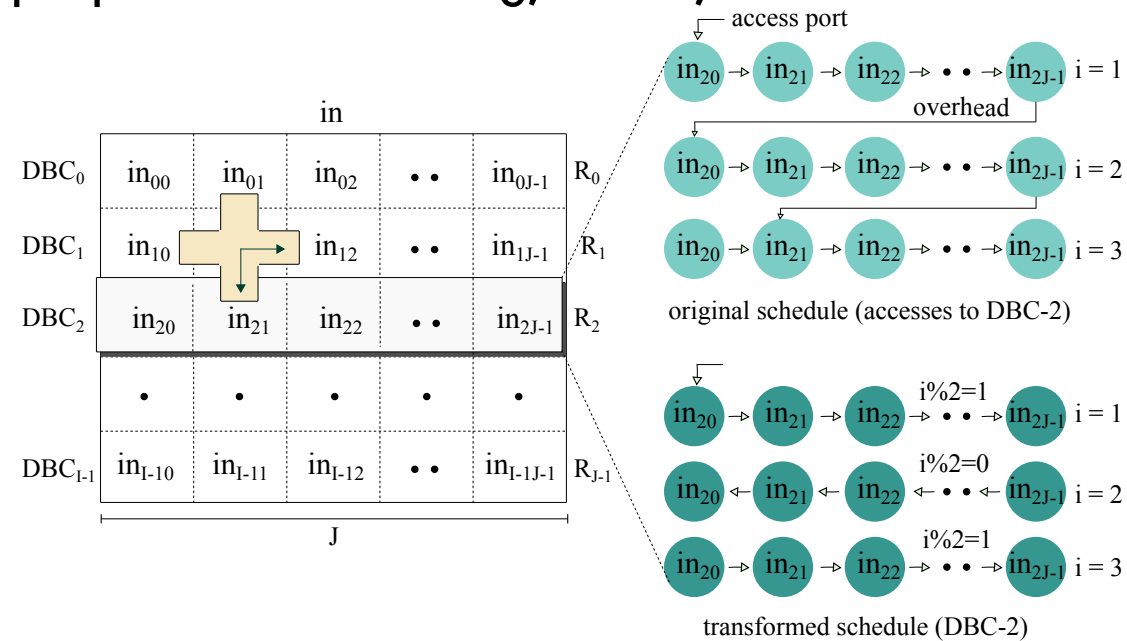 access port
in20 in21 in22 • • in2J-1 i = 1
overhead
in20 in21 in22 • • in2J-1 i = 2
in20 in21 in22 • • in2J-1 i = 3
original schedule (accesses to DBC-2)
in
DBC0 in00 in01 in02 • • in0J-1 R0
DBC1 in10 in12 • • in1J-1 R1
DBC2 in20 in21 in22 • • in2J-1 R2
• • • • •
DBCI-1 inI-10 inI-11 inI-12 • • inI-1J-1 RJ-1
J
i%2=1
in20 in21 in22 • • in2J-1 i = 1
i%2=0
in20 in21 in22 • • in2J-1 i = 2
i%2=1
in20 in21 in22 • • in2J-1 i = 3
transformed schedule (DBC-2)